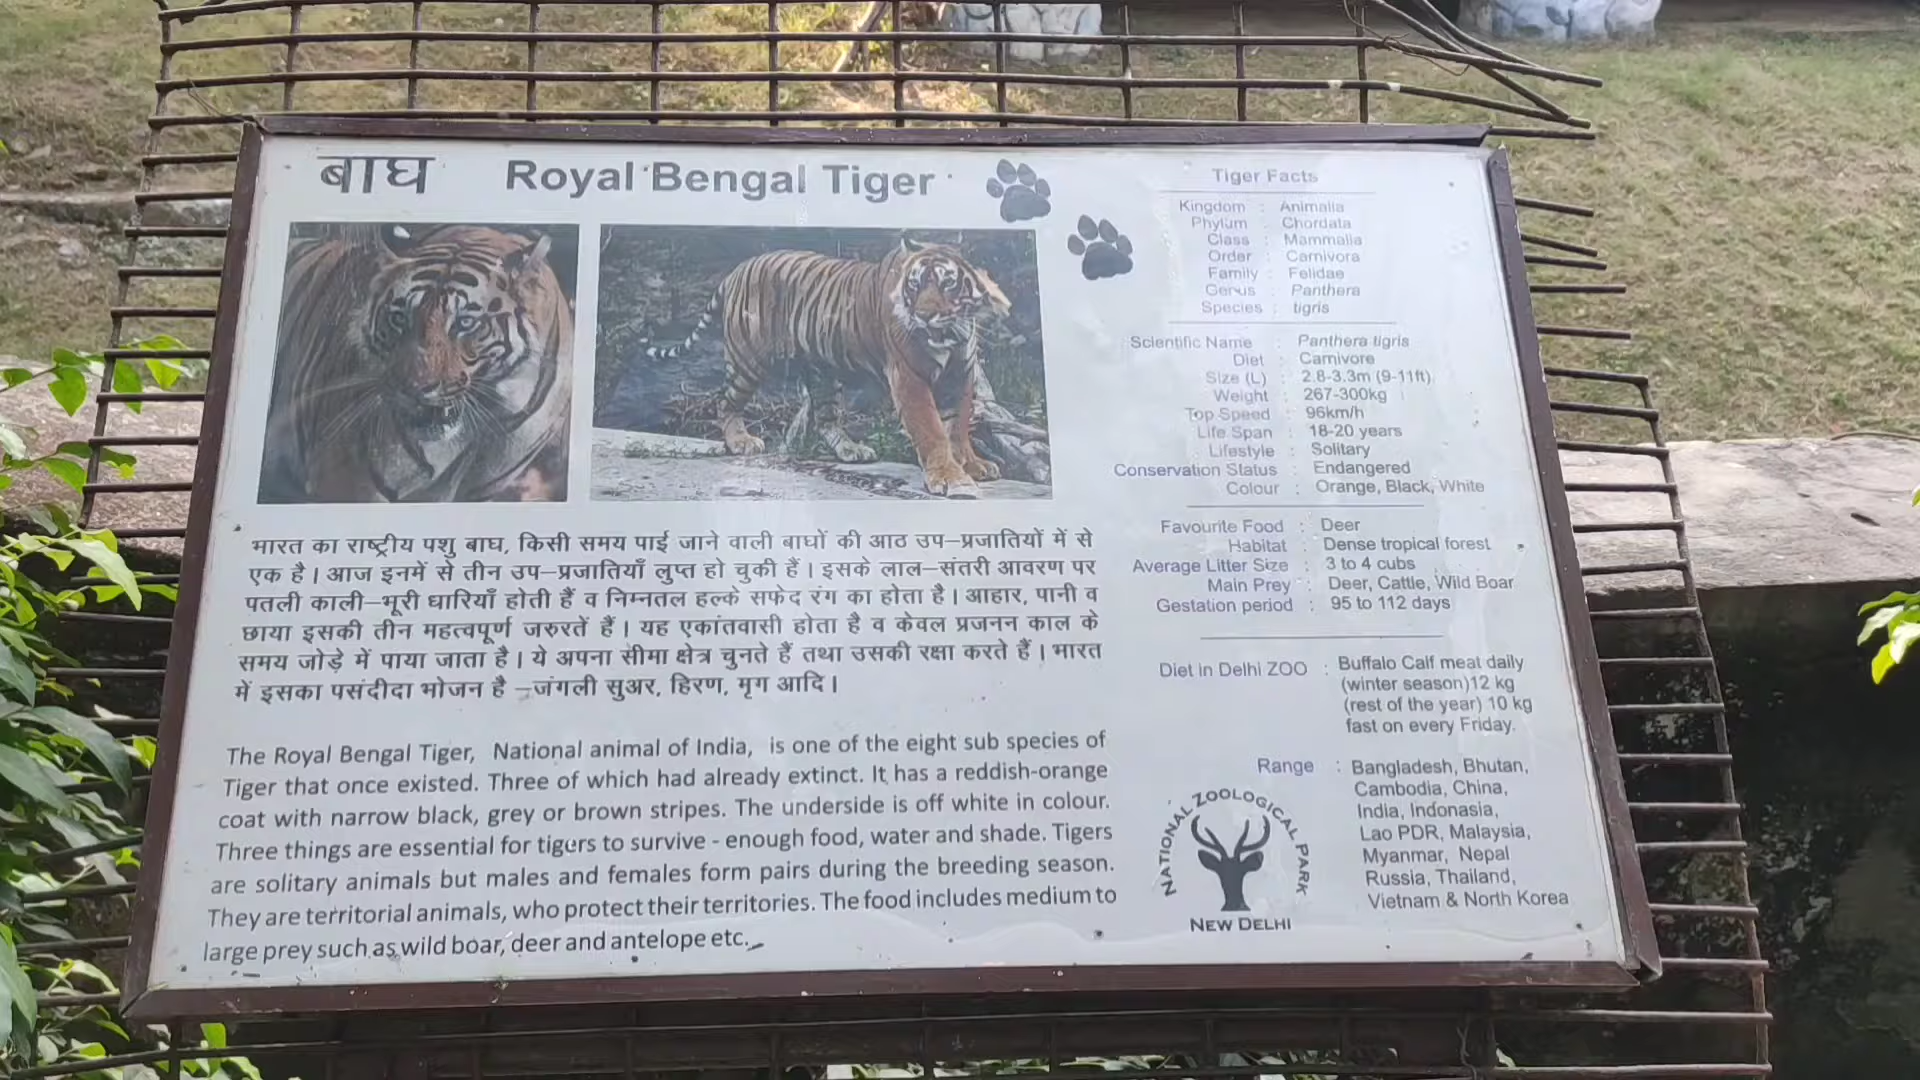 बाघ Royal Bengal Tiger
भारत का राष्ट्रीय पशु बाघ, किसी समय पाई जाने वाली बाघों की आठ उप–प्रजातियों में से
एक है। आज इनमें से तीन उप–प्रजातियाँ लुप्त हो चुकी हैं। इसके लाल–संतरी आवरण पर
पतली काली–भूरी धारियाँ होती हैं व निम्नतल हल्के सफेद रंग का होता है। आहार, पानी व
छाया इसकी तीन महत्वपूर्ण जरुरतें हैं। यह एकांतवासी होता है व केवल प्रजनन काल के
समय जोड़े में पाया जाता है। ये अपना सीमा क्षेत्र चुनते हैं तथा उसकी रक्षा करते हैं। भारत
में इसका पसंदीदा भोजन है –जंगली सुअर, हिरण, मृग आदि।
The Royal Bengal Tiger, National animal of India, is one of the eight sub species of
Tiger that once existed. Three of which had already extinct. It has a reddish-orange
coat with narrow black, grey or brown stripes. The underside is off white in colour.
Three things are essential for tigers to survive - enough food, water and shade. Tigers
are solitary animals but males and females form pairs during the breeding season.
They are territorial animals, who protect their territories. The food includes medium to
large prey such as wild boar, deer and antelope etc.
Tiger Facts
Kingdom : Animalia
Phylum : Chordata
Class : Mammalia
Order : Carnivora
Family : Felidae
Genus : Panthera
Species : tigris
Scientific Name : Panthera tigris
Diet : Carnivore
Size (L) : 2.8-3.3m (9-11ft)
Weight : 267-300kg
Top Speed : 96km/h
Life Span : 18-20 years
Lifestyle : Solitary
Conservation Status : Endangered
Colour : Orange, Black, White
Favourite Food : Deer
Habitat : Dense tropical forest
Average Litter Size : 3 to 4 cubs
Main Prey : Deer, Cattle, Wild Boar
Gestation period : 95 to 112 days
Diet in Delhi ZOO : Buffalo Calf meat daily
(winter season)12 kg
(rest of the year) 10 kg
fast on every Friday.
Range : Bangladesh, Bhutan,
Cambodia, China,
India, Indonasia,
Lao PDR, Malaysia,
Myanmar, Nepal
Russia, Thailand,
Vietnam & North Korea
NATIONAL ZOOLOGICAL PARK
NEW DELHI